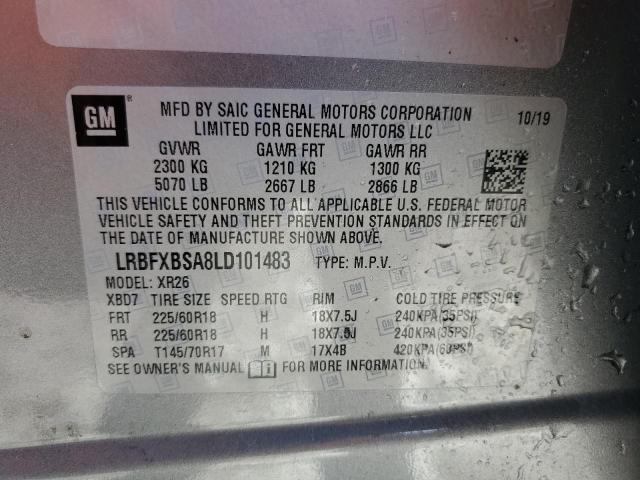 GM ®
MFD BY SAIC GENERAL MOTORS CORPORATION 10/19
LIMITED FOR GENERAL MOTORS LLC
GVWR GAWR FRT GAWR RR
2300 KG 1210 KG 1300 KG
5070 LB 2667 LB 2866 LB
THIS VEHICLE CONFORMS TO ALL APPLICABLE U.S. FEDERAL MOTOR
VEHICLE SAFETY AND THEFT PREVENTION STANDARDS IN EFFECT ON
THE DATE OF MANUFACTURE SHOWN ABOVE.
LRBFXBSA8LD101483 TYPE: M.P.V.
MODEL: XR26
XBD7 TIRE SIZE SPEED RTG RIM COLD TIRE PRESSURE
FRT 225/60R18 H 18X7.5J 240KPA(35PSI)
RR 225/60R18 H 18X7.5J 240KPA(35PSI)
SPA T145/70R17 M 17X4B 420KPA(60PSI)
SEE OWNER'S MANUAL i FOR MORE INFORMATION